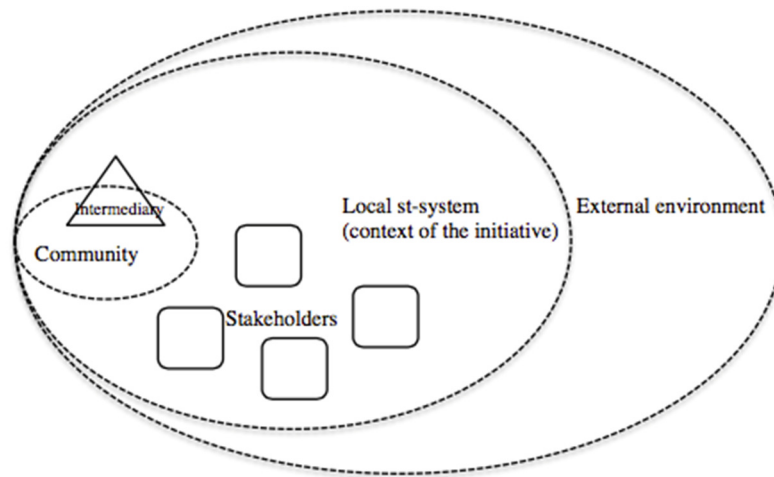 Intermediary
Community
Local st-system
(context of the initiative)
External environment
Stakeholders